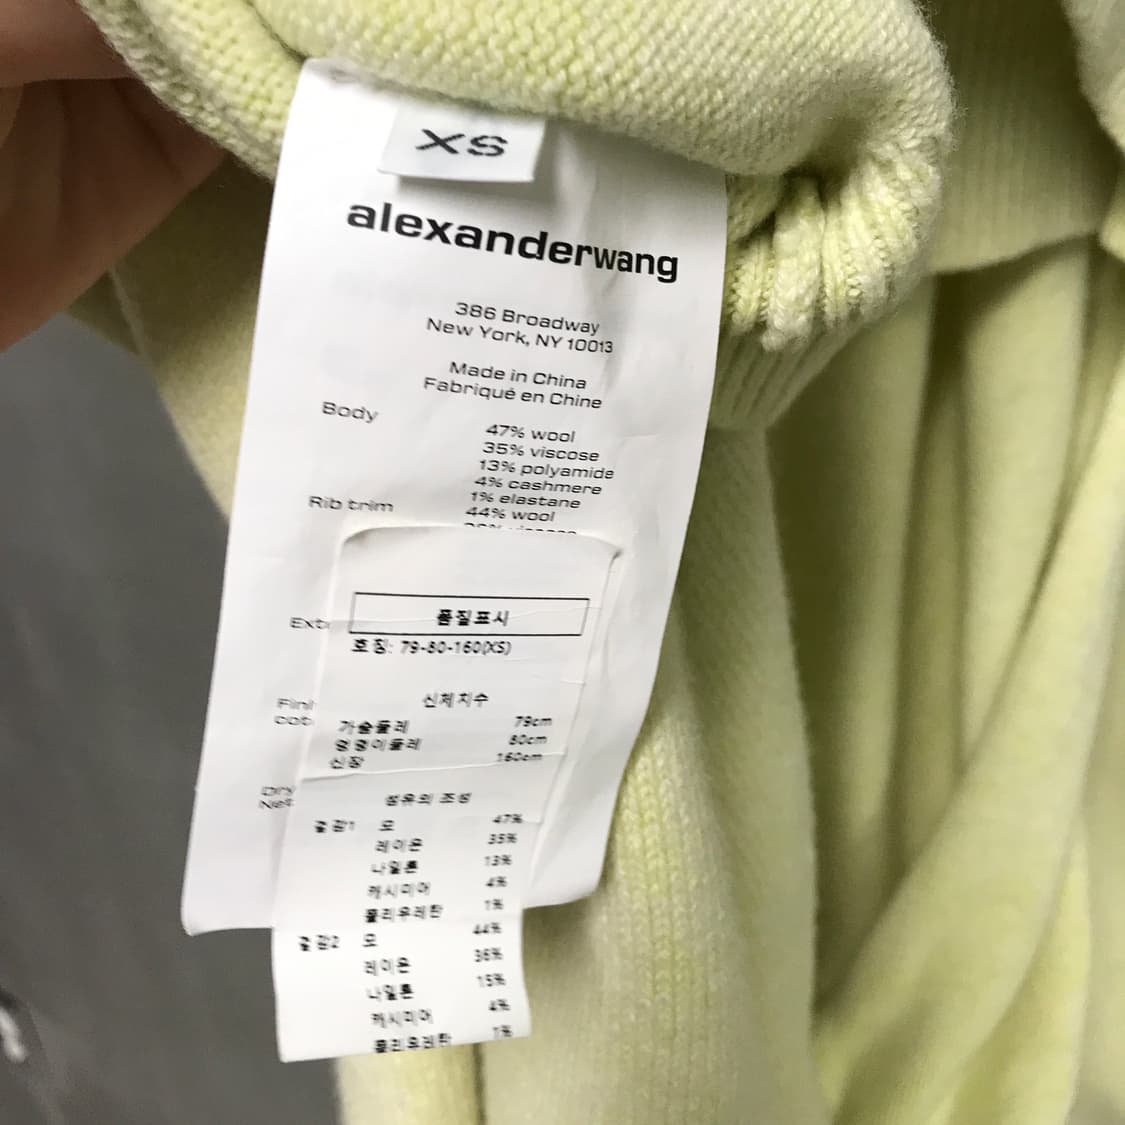 XS
alexanderwang
386 Broadway
New York, NY 10013
Made in China
Fabriqué en Chine
Body
47% wool
35% viscose
13% polyamide
4% cashmere
1% elastane
Rib trim 44% wool
품질표시
호칭: 79-80-160(XS)
신체치수
가슴둘레 79cm
엉덩이둘레 80cm
신장 160cm
섬유의 조성
겉감1 모 47%
레이온 35%
나일론 13%
캐시미어 4%
폴리우레탄 1%
겉감2 모 44%
레이온 36%
나일론 15%
캐시미어 4%
폴리우레탄 1%